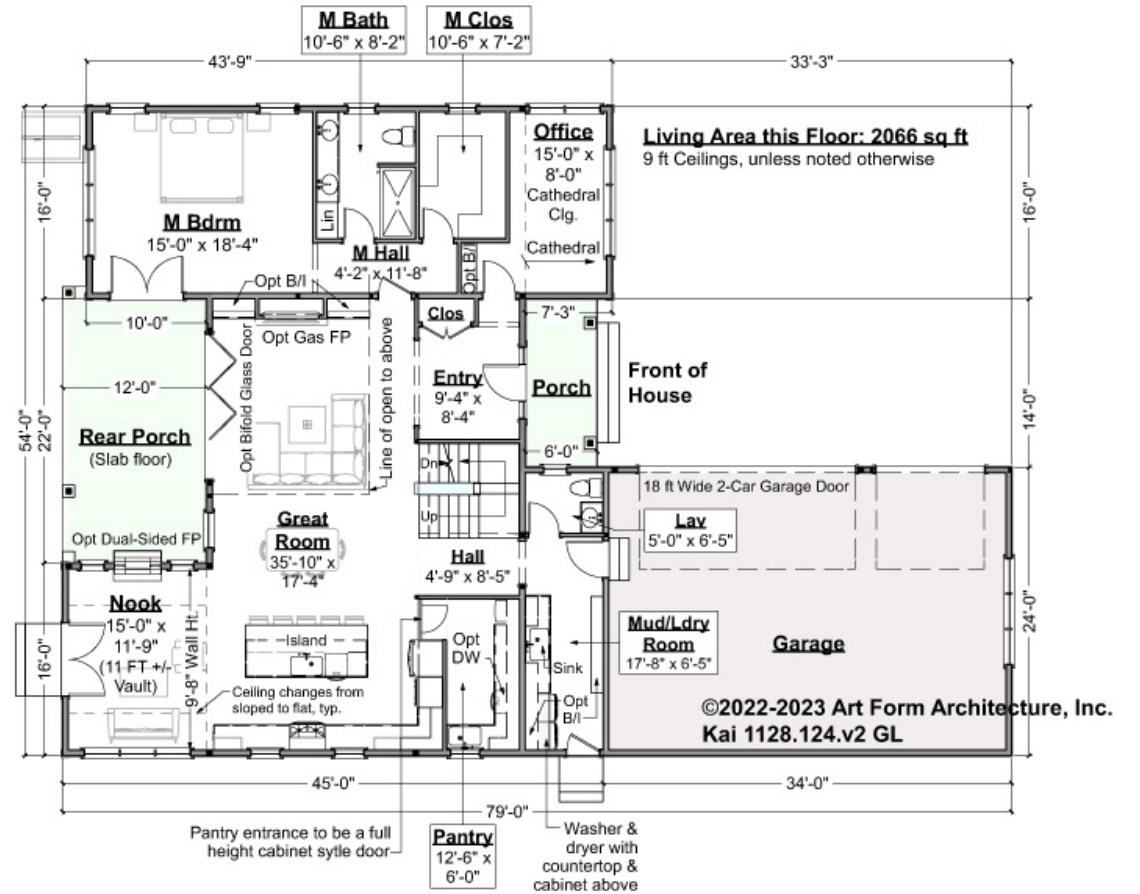 M Bath
10'-6" x 8'-2"
M Clos
10'-6" x 7'-2"
43'-9"
33'-3"
Office
15'-0" x
8'-0"
Cathedral
Clg.
Cathedral
Living Area this Floor: 2066 sq ft
9 ft Ceilings, unless noted otherwise
16'-0"
16'-0"
M Bdrm
15'-0" x 18'-4"
Lin
M Hall
4'-2" x 11'-8"
Opt B/I
Opt B/I
10'-0"
Clos
7'-3"
Opt Gas FP
Opt Bifold Glass Door
Line of open to above
12'-0"
Entry
9'-4" x
8'-4"
Porch
Front of
House
54'-0"
22'-0"
14'-0"
Rear Porch
(Slab floor)
6'-0"
Dn
Up
18 ft Wide 2-Car Garage Door
Lav
5'-0" x 6'-5"
Opt Dual-Sided FP
Great
Room
35'-10" x
17'-4"
Hall
4'-9" x 8'-5"
Nook
15'-0" x
11'-9"
(11 FT +/-
Vault)
9'-8" Wall Ht.
16'-0"
24'-0"
Island
Opt
DW
Sink
Mud/Ldry
Room
17'-8" x 6'-5"
Garage
Ceiling changes from
sloped to flat, typ.
Opt
B/I
©2022-2023 Art Form Architecture, Inc.
Kai 1128.124.v2 GL
45'-0"
34'-0"
79'-0"
Pantry entrance to be a full
height cabinet sytle door
Pantry
12'-6" x
6'-0"
Washer &
dryer with
countertop &
cabinet above